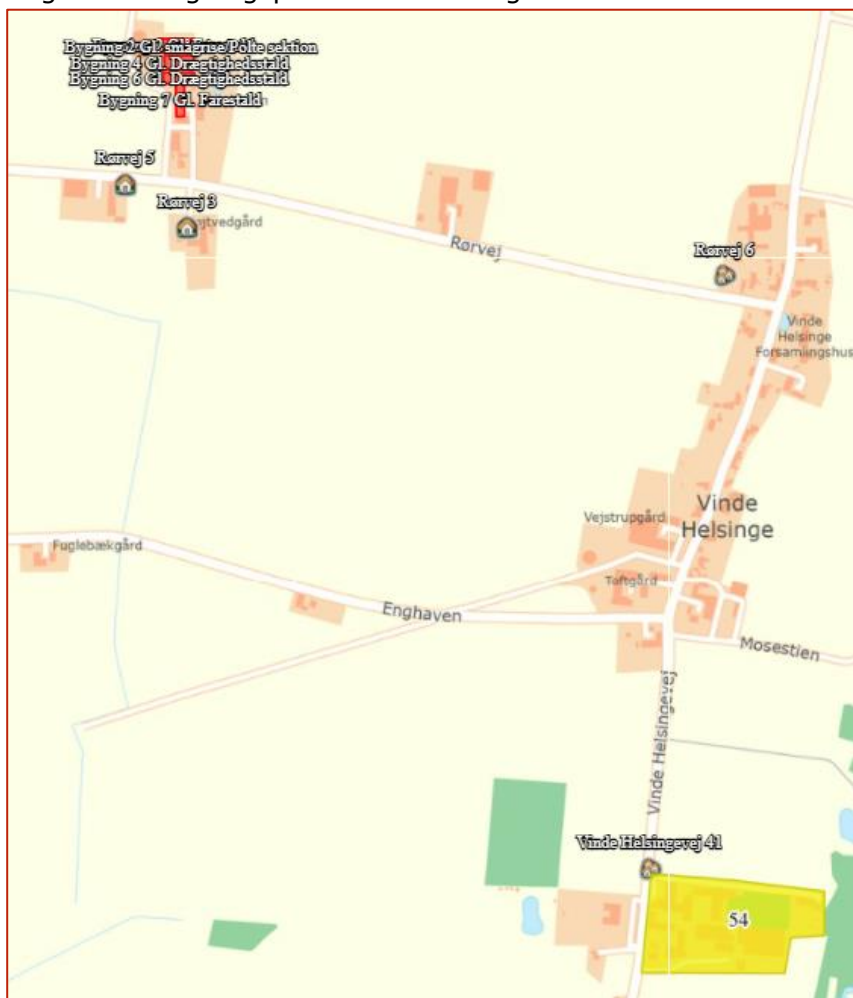 Bygning 2 Gl. smågrise/Polte sektion
Bygning 4 Gl. Drægtighedsstald
Bygning 6 Gl. Drægtighedsstald
Bygning 7 Gl. Farestald
Rørvej 5
Rørvej 3
jtvedgård
Rørvej
Rørvej 6
Vinde
Helsinge
Forsamlingshus
Vejstrupgård
Vinde
Helsinge
Toftgård
Fuglebækgård
Enghaven
Mosestien
Vinde Helsingevej
Vinde Helsingevej 41
54